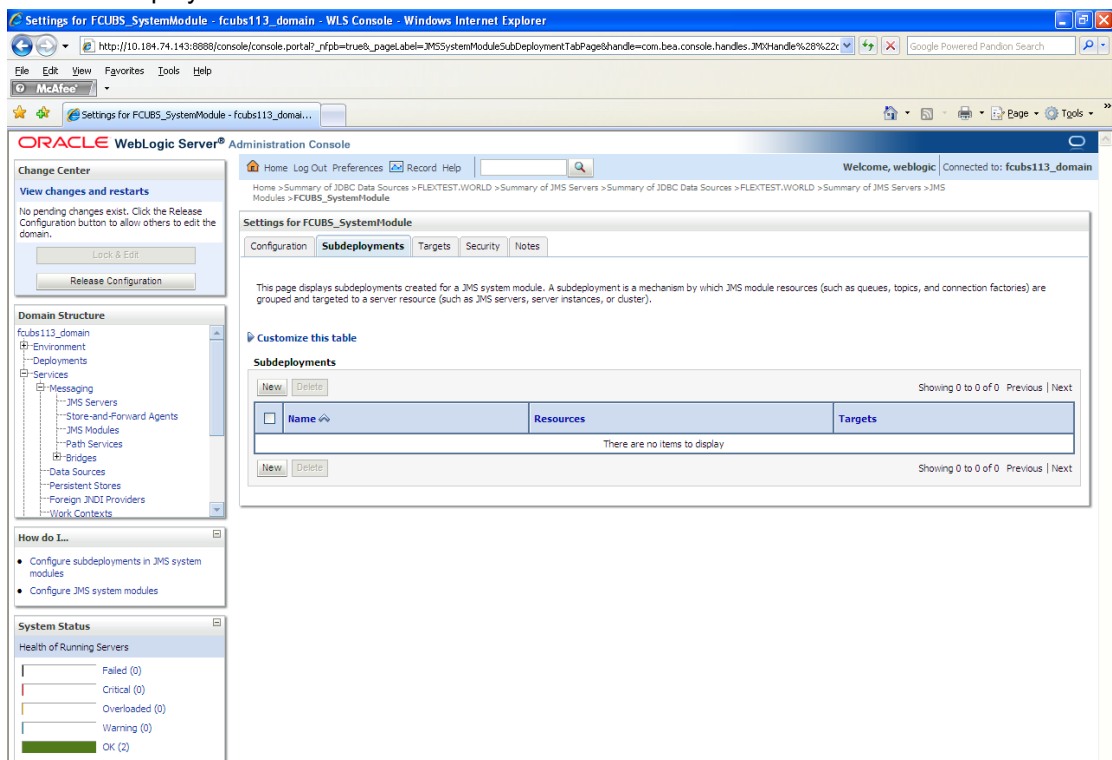 Settings for FCUBS_SystemModule - fcubs113_domain - WLS Console - Windows Internet Explorer
http://10.184.74.143:8888/console/console.portal?_nfpb=true&_pageLabel=JMSSystemModuleSubDeploymentTabPage&handle=com.bea.console.handles.JMXHandle%28%22c
Google Powered Pandion Search
File Edit View Favorites Tools Help
McAfee
Settings for FCUBS_SystemModule - fcubs113_domai...
Page Tools »
ORACLE WebLogic Server® Administration Console
Change Center
View changes and restarts
No pending changes exist. Click the Release
Configuration button to allow others to edit the
domain.
Lock & Edit
Release Configuration
Domain Structure
fcubs113_domain
Environment
Deployments
Services
Messaging
JMS Servers
Store-and-Forward Agents
JMS Modules
Path Services
Bridges
Data Sources
Persistent Stores
Foreign JNDI Providers
Work Contexts
How do I...
Configure subdeployments in JMS system
modules
Configure JMS system modules
System Status
Health of Running Servers
Failed (0)
Critical (0)
Overloaded (0)
Warning (0)
OK (2)
Home Log Out Preferences Record Help
Welcome, weblogic Connected to: fcubs113_domain
Home >Summary of JDBC Data Sources >FLEXTEST.WORLD >Summary of JMS Servers >Summary of JDBC Data Sources >FLEXTEST.WORLD >Summary of JMS Servers >JMS
Modules >FCUBS_SystemModule
Settings for FCUBS_SystemModule
Configuration Subdeployments Targets Security Notes
This page displays subdeployments created for a JMS system module. A subdeployment is a mechanism by which JMS module resources (such as queues, topics, and connection factories) are
grouped and targeted to a server resource (such as JMS servers, server instances, or cluster).
Customize this table
Subdeployments
New Delete
Showing 0 to 0 of 0 Previous | Next
Name Resources Targets
There are no items to display
New Delete
Showing 0 to 0 of 0 Previous | Next